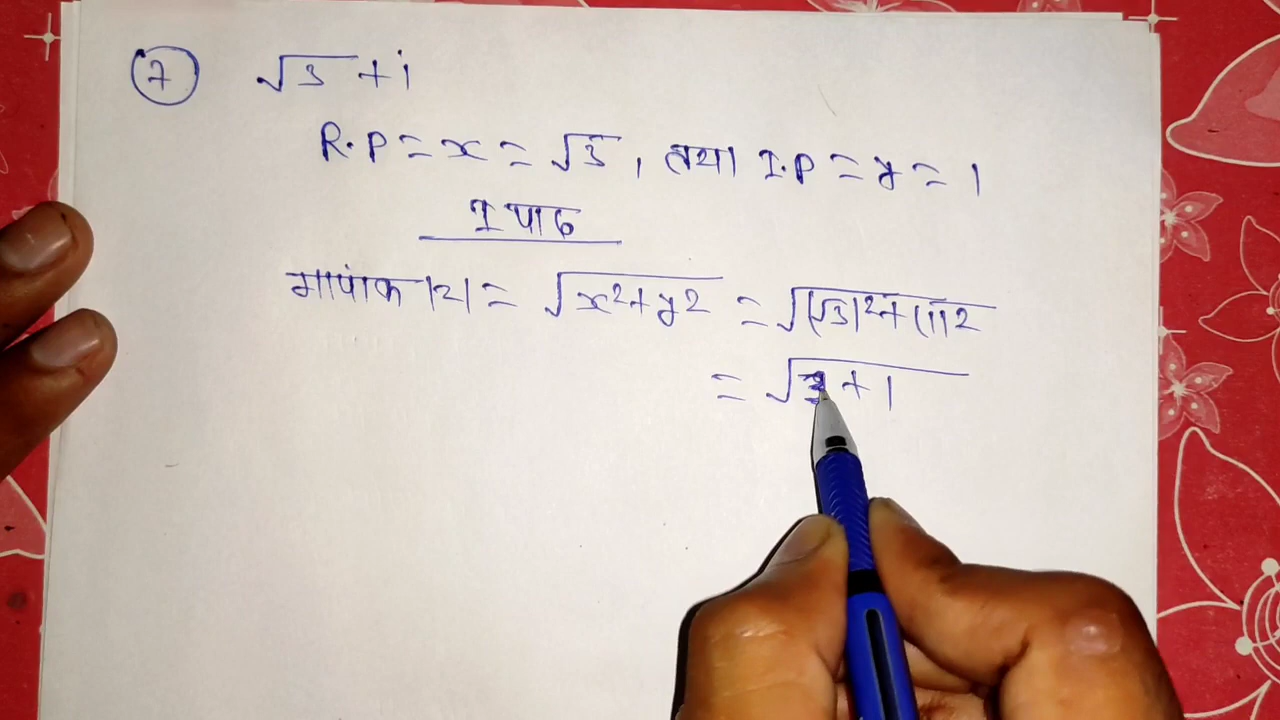 7 √3 + i
R.P = x = √3, तथा I.P = y = 1
I पाद
मापांक |z| = √x²+y² = √(√3)²+(1)²
= √3+1